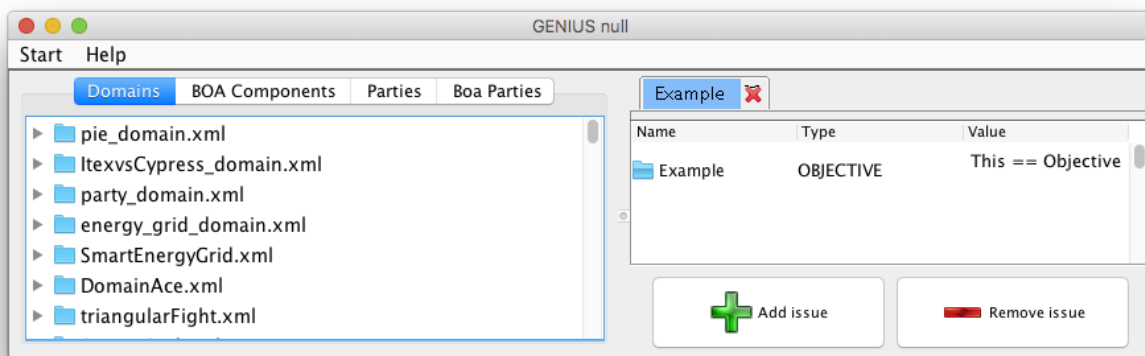 GENIUS null
Start Help
Domains BOA Components Parties Boa Parties
pie_domain.xml
ItexvsCypress_domain.xml
party_domain.xml
energy_grid_domain.xml
SmartEnergyGrid.xml
DomainAce.xml
triangularFight.xml
Example
Name Type Value
Example OBJECTIVE This == Objective
Add issue Remove issue